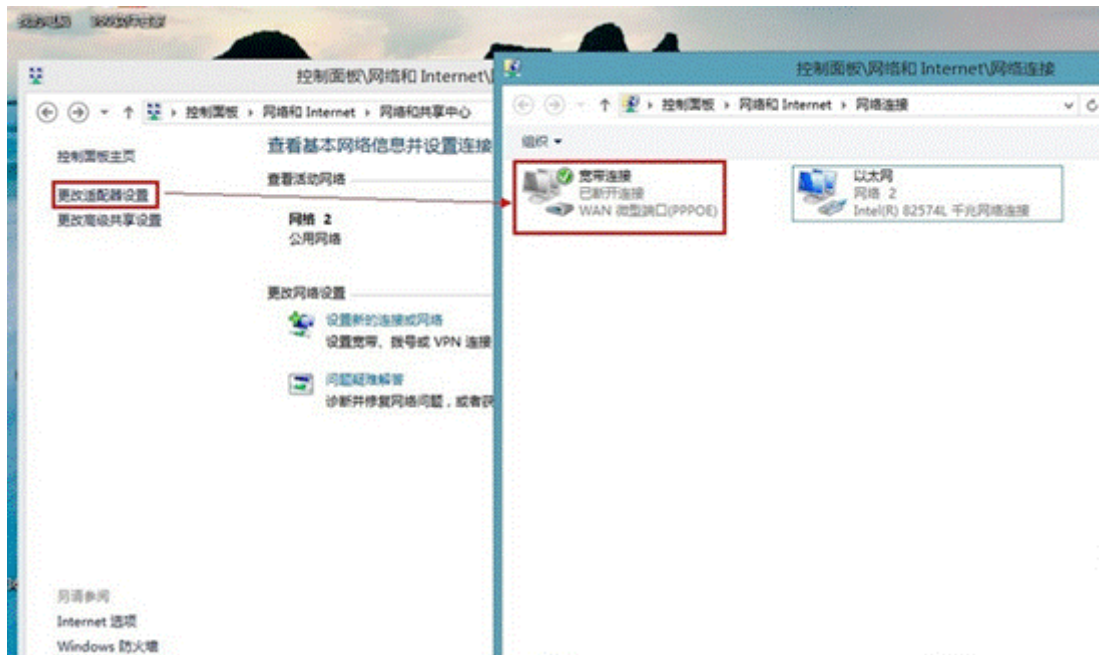 控制面板\网络和 Internet\
控制面板 › 网络和 Internet › 网络和共享中心
控制面板主页
更改适配器设置
更改高级共享设置
查看基本网络信息并设置连接
查看活动网络
网络 2
公用网络
更改网络设置
设置新的连接或网络
设置宽带、拨号或 VPN 连接
问题疑难解答
诊断并修复网络问题，或者获
另请参阅
Internet 选项
Windows 防火墙
控制面板\网络和 Internet\网络连接
控制面板 › 网络和 Internet › 网络连接
组织
宽带连接
已断开连接
WAN 微型端口(PPPOE)
以太网
网络 2
Intel(R) 82574L 千兆网络连接